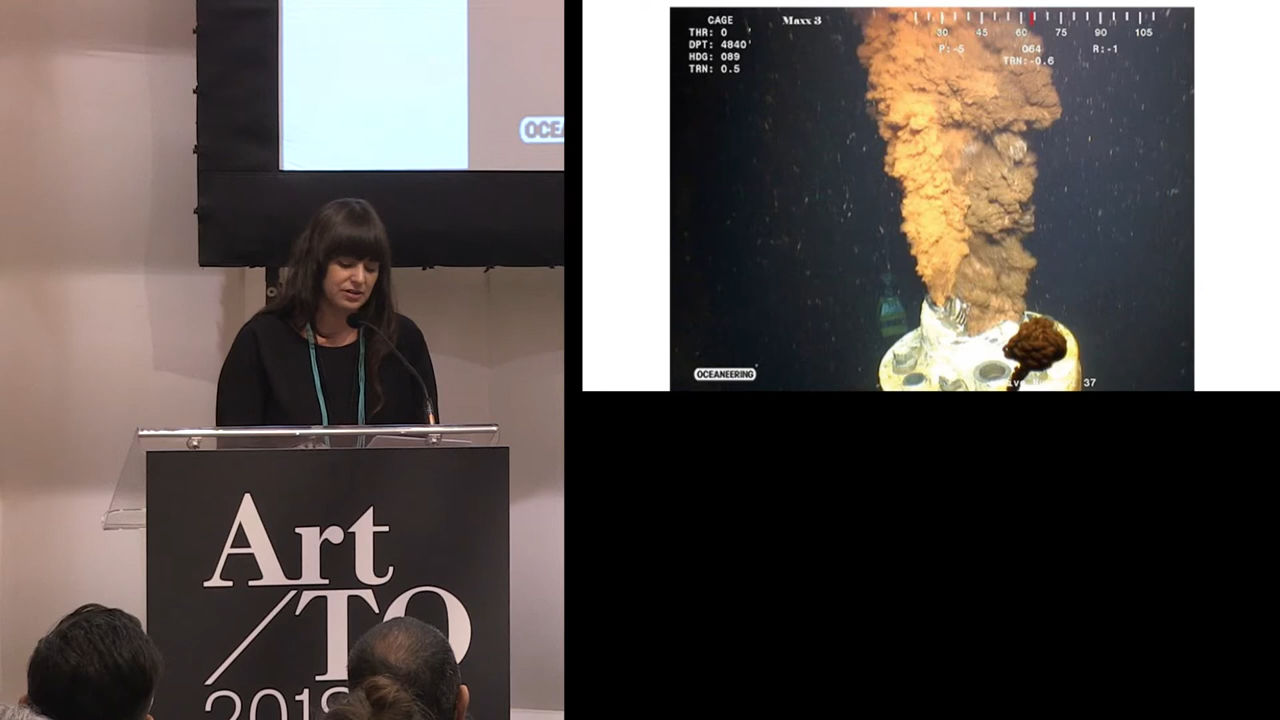 OCEA
Art
/TO
2018
CAGE
THR: 0
DPT: 4840'
HDG: 089
TRN: 0.5
Maxx 3
30 45 60 75 90 105
P:-5 064 R:-1
TRN:-0.6
OCEANEERING
37